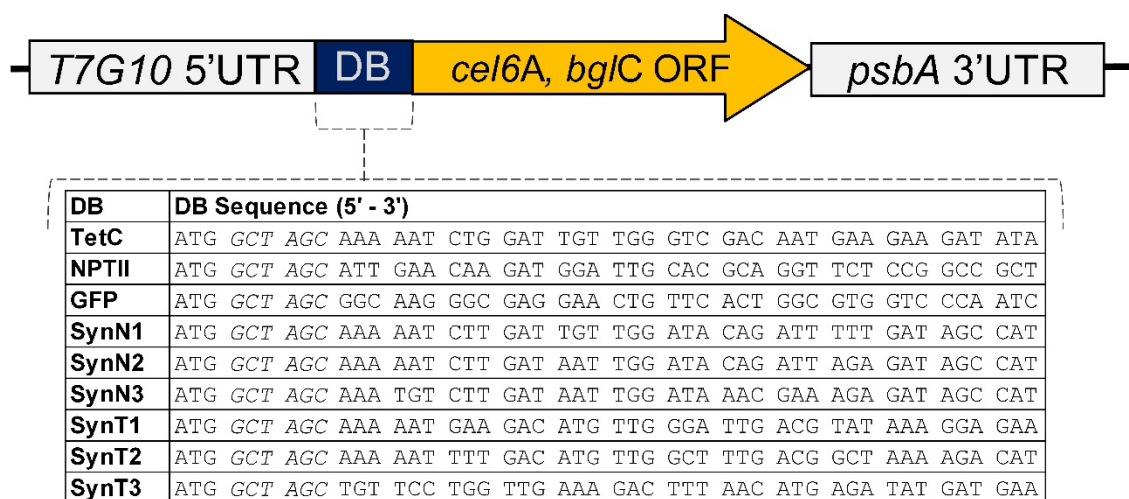 T7G10 5'UTR DB cel6A, bglC ORF psbA 3'UTR
DB DB Sequence (5' - 3')
TetC ATG GCT AGC AAA AAT CTG GAT TGT TGG GTC GAC AAT GAA GAA GAT ATA
NPTII ATG GCT AGC ATT GAA CAA GAT GGA TTG CAC GCA GGT TCT CCG GCC GCT
GFP ATG GCT AGC GGC AAG GGC GAG GAA CTG TTC ACT GGC GTG GTC CCA ATC
SynN1 ATG GCT AGC AAA AAT CTT GAT TGT TGG ATA CAG ATT TTT GAT AGC CAT
SynN2 ATG GCT AGC AAA AAT CTT GAT AAT TGG ATA CAG ATT AGA GAT AGC CAT
SynN3 ATG GCT AGC AAA TGT CTT GAT AAT TGG ATA AAC GAA AGA GAT AGC CAT
SynT1 ATG GCT AGC AAA AAT GAA GAC ATG TTG GGA TTG ACG TAT AAA GGA GAA
SynT2 ATG GCT AGC AAA AAT TTT GAC ATG TTG GCT TTG ACG GCT AAA AGA CAT
SynT3 ATG GCT AGC TGT TCC TGG TTG AAA GAC TTT AAC ATG AGA TAT GAT GAA